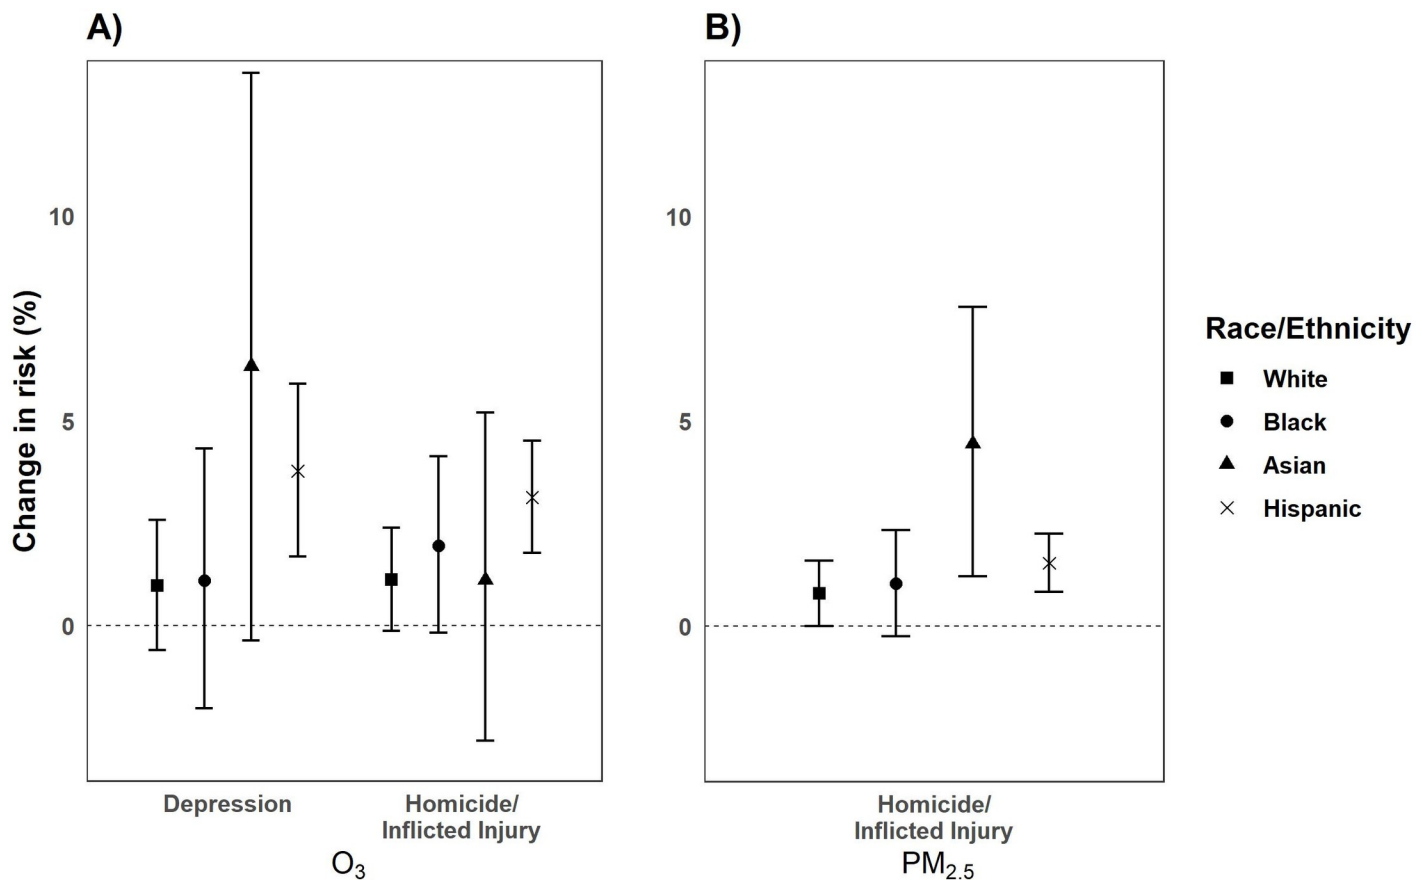 A)
B)
Change in risk (%)
10
5
0
10
5
0
Depression
Homicide/
Inflicted Injury
O₃
Homicide/
Inflicted Injury
PM₂.₅
Race/Ethnicity
White
Black
Asian
Hispanic